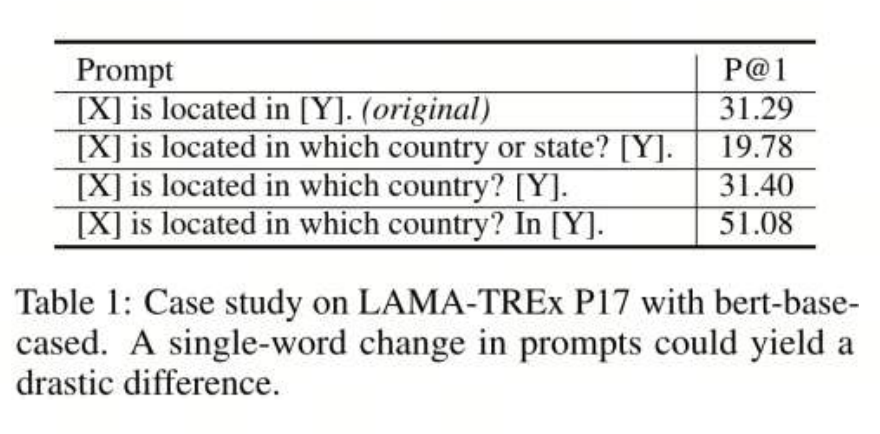 Prompt P@1
[X] is located in [Y]. (original) 31.29
[X] is located in which country or state? [Y]. 19.78
[X] is located in which country? [Y]. 31.40
[X] is located in which country? In [Y]. 51.08
Table 1: Case study on LAMA-TREx P17 with bert-base-
cased. A single-word change in prompts could yield a
drastic difference.